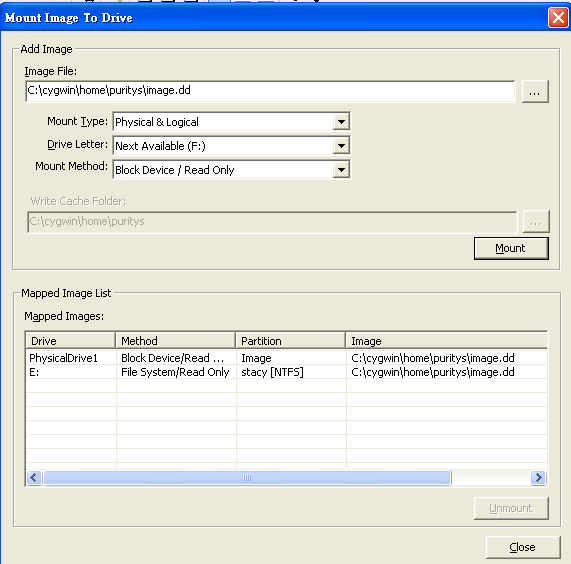 Mount Image To Drive
Add Image
Image File:
C:\cygwin\home\puritys\image.dd
...
Mount Type: Physical & Logical
Drive Letter: Next Available (F:)
Mount Method: Block Device / Read Only
Write Cache Folder:
C:\cygwin\home\puritys
...
Mount
Mapped Image List
Mapped Images:
Drive Method Partition Image
PhysicalDrive1 Block Device/Read ... Image C:\cygwin\home\puritys\image.dd
E: File System/Read Only stacy [NTFS] C:\cygwin\home\puritys\image.dd
Unmount
Close